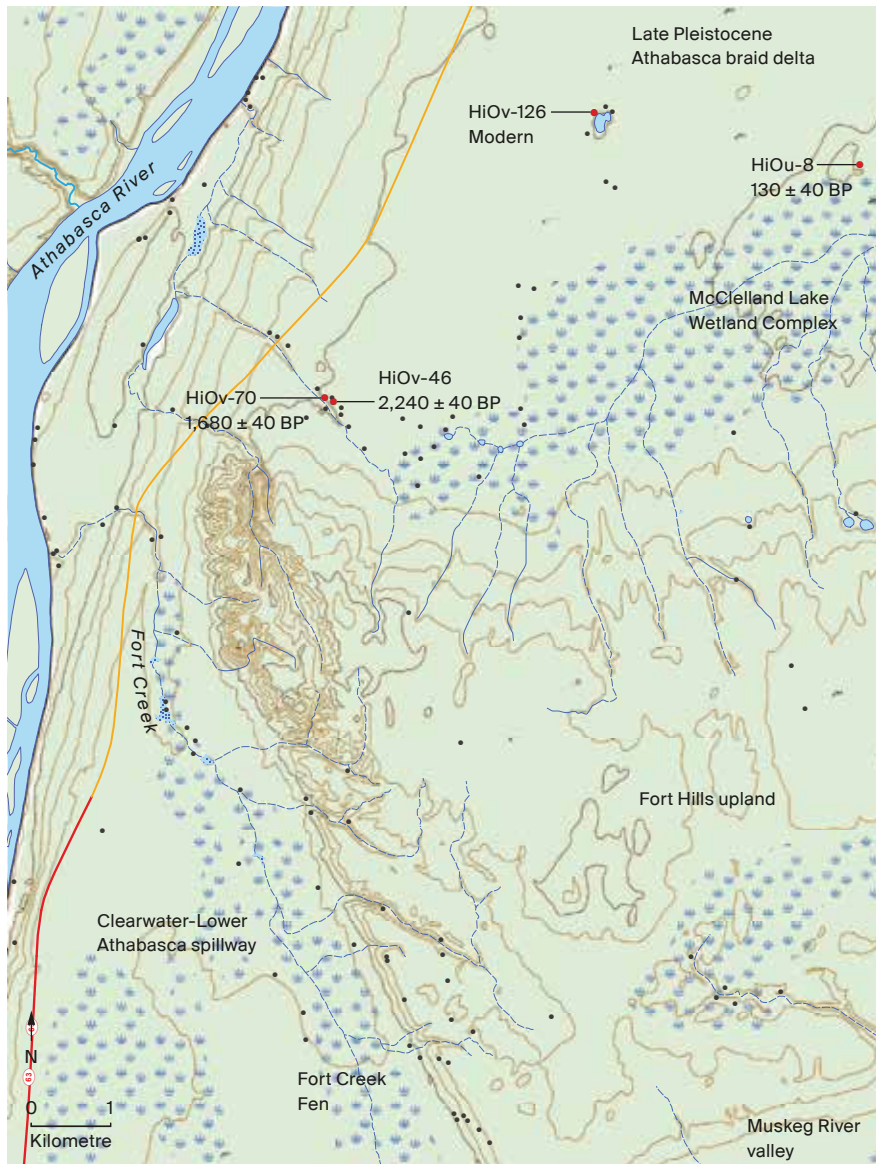 Late Pleistocene
Athabasca braid delta
HiOv-126
Modern
HiOu-8
130 ± 40 BP
Athabasca River
McClelland Lake
Wetland Complex
HiOv-46
2,240 ± 40 BP
HiOv-70
1,680 ± 40 BP
Fort Creek
Fort Hills upland
Clearwater-Lower
Athabasca spillway
N
63
0 1
Kilometre
Fort Creek
Fen
Muskeg River
valley